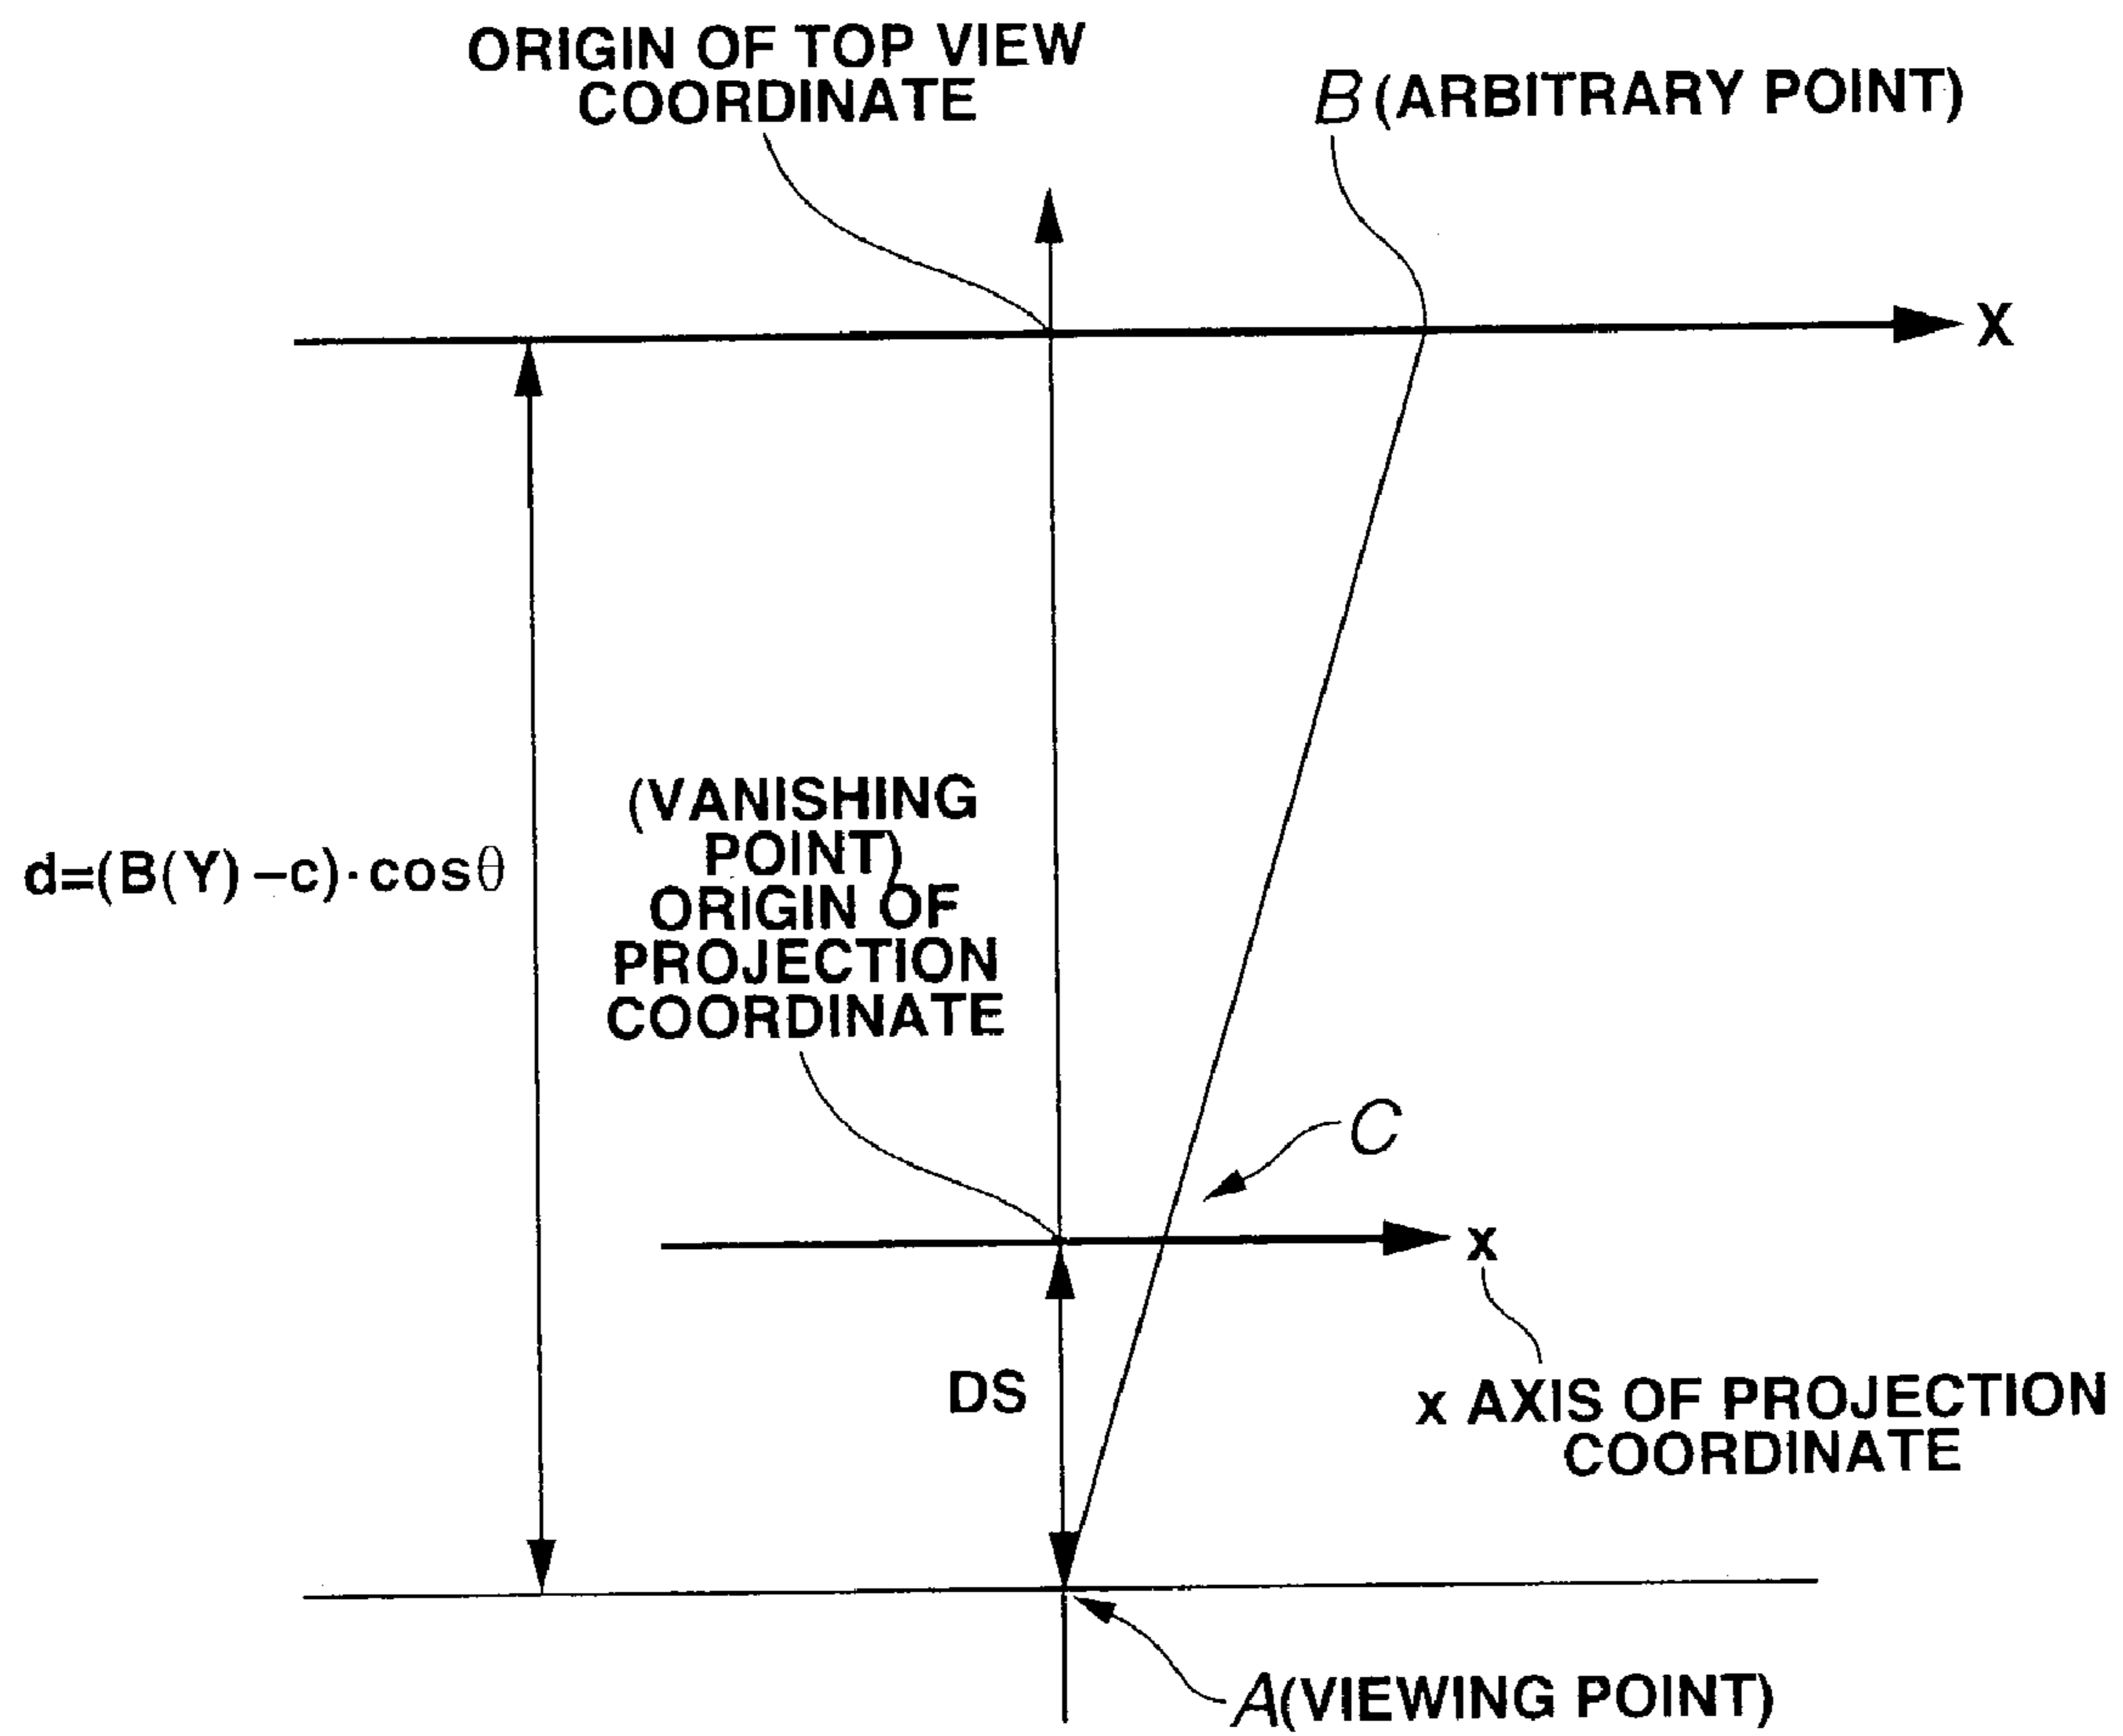 ORIGIN OF TOP VIEW
COORDINATE
B (ARBITRARY POINT)
X
(VANISHING
POINT)
ORIGIN OF
PROJECTION
COORDINATE
d=(B(Y)-c)·cosθ
C
x
DS
x AXIS OF PROJECTION
COORDINATE
A (VIEWING POINT)